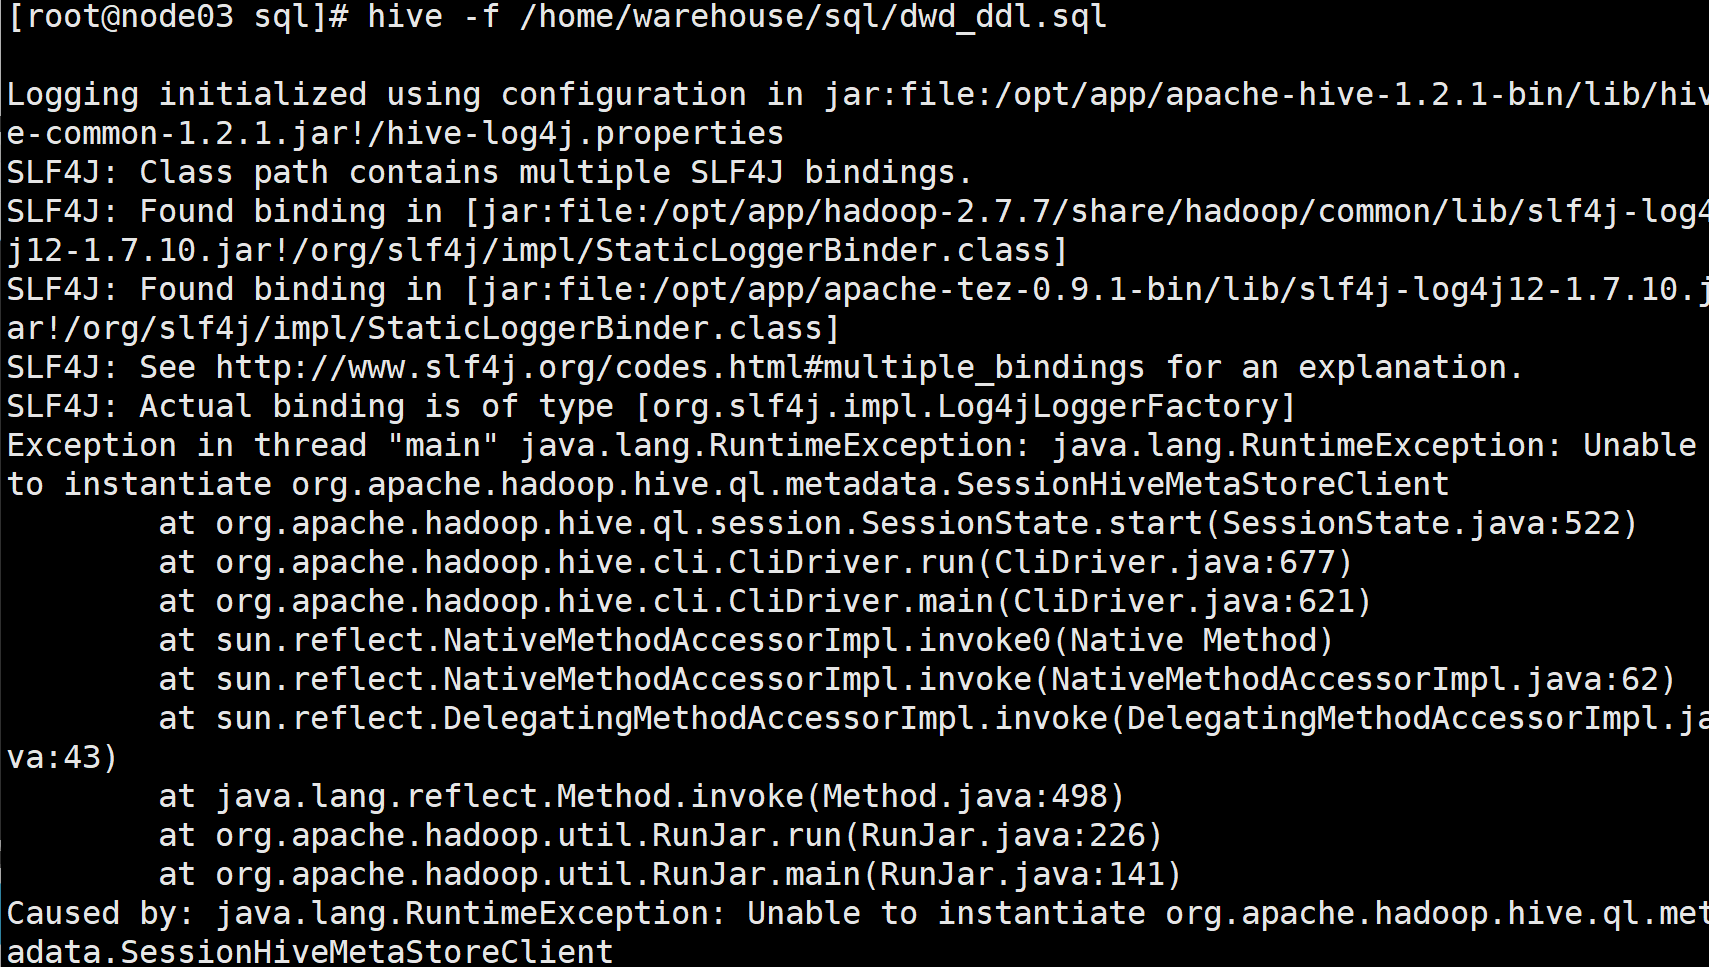 [root@node03 sql]# hive -f /home/warehouse/sql/dwd_ddl.sql
Logging initialized using configuration in jar:file:/opt/app/apache-hive-1.2.1-bin/lib/hiv
e-common-1.2.1.jar!/hive-log4j.properties
SLF4J: Class path contains multiple SLF4J bindings.
SLF4J: Found binding in [jar:file:/opt/app/hadoop-2.7.7/share/hadoop/common/lib/slf4j-log4
j12-1.7.10.jar!/org/slf4j/impl/StaticLoggerBinder.class]
SLF4J: Found binding in [jar:file:/opt/app/apache-tez-0.9.1-bin/lib/slf4j-log4j12-1.7.10.j
ar!/org/slf4j/impl/StaticLoggerBinder.class]
SLF4J: See http://www.slf4j.org/codes.html#multiple_bindings for an explanation.
SLF4J: Actual binding is of type [org.slf4j.impl.Log4jLoggerFactory]
Exception in thread "main" java.lang.RuntimeException: java.lang.RuntimeException: Unable
to instantiate org.apache.hadoop.hive.ql.metadata.SessionHiveMetaStoreClient
        at org.apache.hadoop.hive.ql.session.SessionState.start(SessionState.java:522)
        at org.apache.hadoop.hive.cli.CliDriver.run(CliDriver.java:677)
        at org.apache.hadoop.hive.cli.CliDriver.main(CliDriver.java:621)
        at sun.reflect.NativeMethodAccessorImpl.invoke0(Native Method)
        at sun.reflect.NativeMethodAccessorImpl.invoke(NativeMethodAccessorImpl.java:62)
        at sun.reflect.DelegatingMethodAccessorImpl.invoke(DelegatingMethodAccessorImpl.ja
va:43)
        at java.lang.reflect.Method.invoke(Method.java:498)
        at org.apache.hadoop.util.RunJar.run(RunJar.java:226)
        at org.apache.hadoop.util.RunJar.main(RunJar.java:141)
Caused by: java.lang.RuntimeException: Unable to instantiate org.apache.hadoop.hive.ql.met
adata.SessionHiveMetaStoreClient